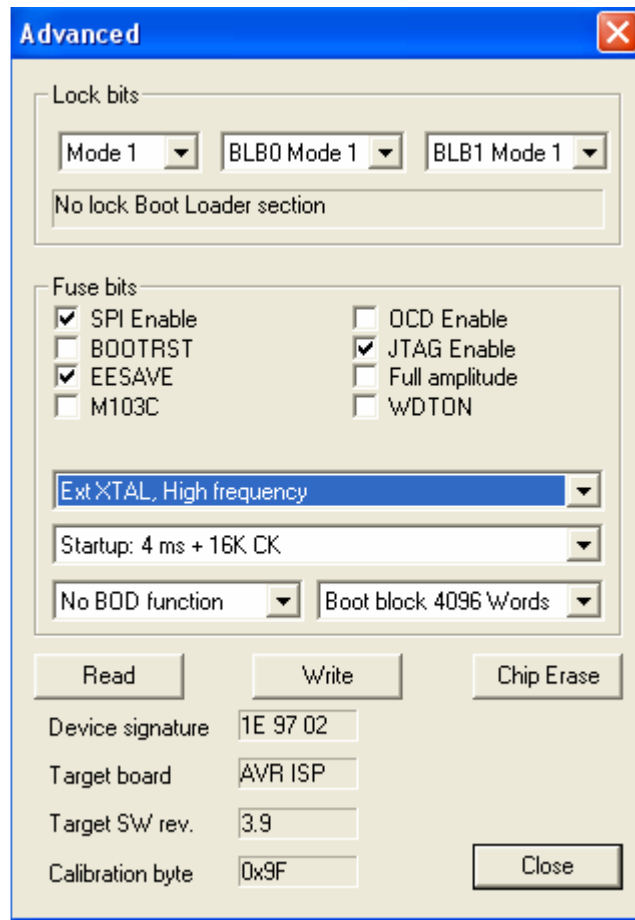 Advanced
Lock bits
Mode 1 BLB0 Mode 1 BLB1 Mode 1
No lock Boot Loader section
Fuse bits
SPI Enable OCD Enable
BOOTRST JTAG Enable
EESAVE Full amplitude
M103C WDTON
Ext XTAL, High frequency
Startup: 4 ms + 16K CK
No BOD function Boot block 4096 Words
Read Write Chip Erase
Device signature 1E 97 02
Target board AVR ISP
Target SW rev. 3.9
Calibration byte 0x9F Close